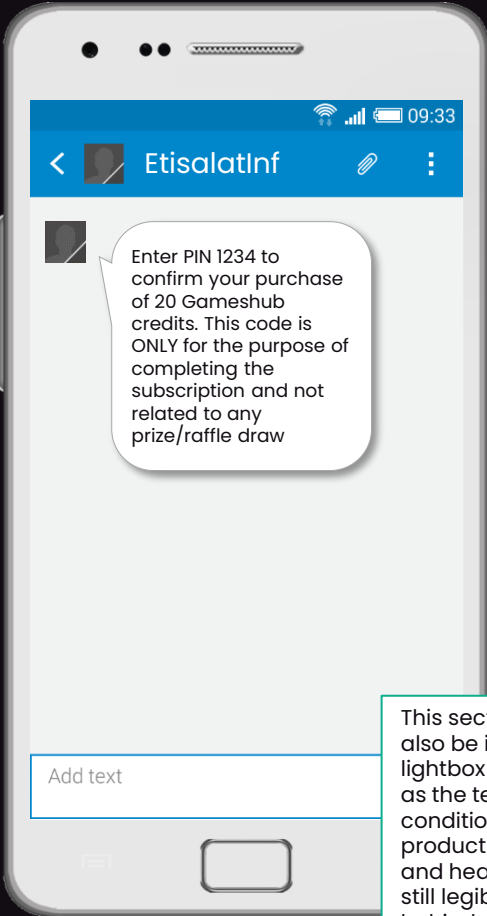 09:33
EtisalatInf
Enter PIN 1234 to
confirm your purchase
of 20 Gameshub
credits. This code is
ONLY for the purpose of
completing the
subscription and not
related to any
prize/raffle draw
Add text
This sec
also be i
lightbox
as the te
conditio
product
and hea
still legib